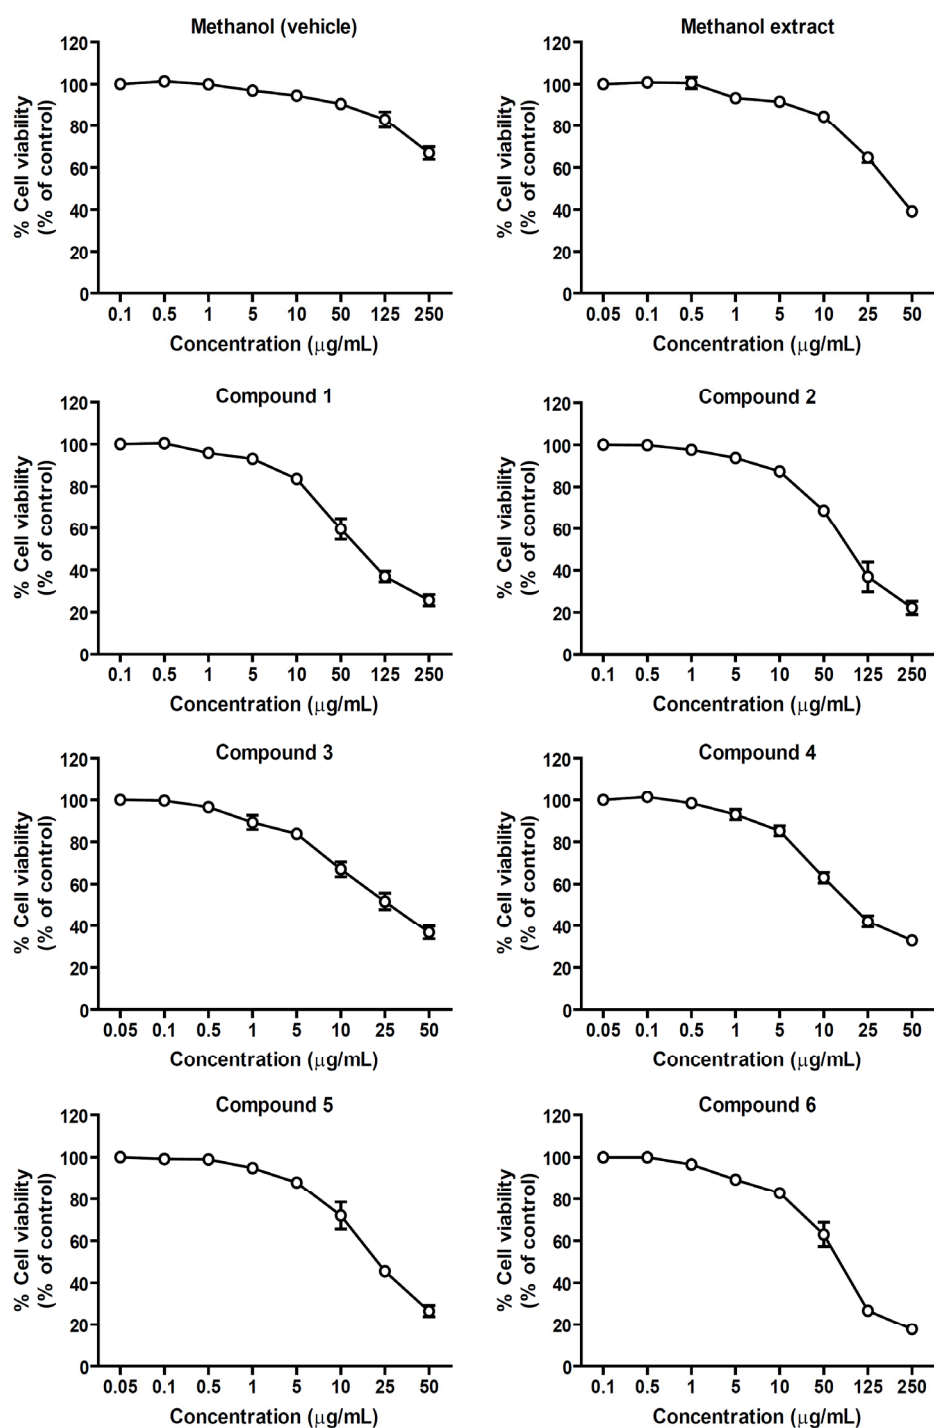 Methanol (vehicle)
% Cell viability
(% of control)
120
100
80
60
40
20
0
0.1 0.5 1 5 10 50 125 250
Concentration (μg/mL)
Methanol extract
% Cell viability
(% of control)
120
100
80
60
40
20
0
0.05 0.1 0.5 1 5 10 25 50
Concentration (μg/mL)
Compound 1
% Cell viability
(% of control)
120
100
80
60
40
20
0
0.1 0.5 1 5 10 50 125 250
Concentration (μg/mL)
Compound 2
% Cell viability
(% of control)
120
100
80
60
40
20
0
0.1 0.5 1 5 10 50 125 250
Concentration (μg/mL)
Compound 3
% Cell viability
(% of control)
120
100
80
60
40
20
0
0.05 0.1 0.5 1 5 10 25 50
Concentration (μg/mL)
Compound 4
% Cell viability
(% of control)
120
100
80
60
40
20
0
0.05 0.1 0.5 1 5 10 25 50
Concentration (μg/mL)
Compound 5
% Cell viability
(% of control)
120
100
80
60
40
20
0
0.05 0.1 0.5 1 5 10 25 50
Concentration (μg/mL)
Compound 6
% Cell viability
(% of control)
120
100
80
60
40
20
0
0.1 0.5 1 5 10 50 125 250
Concentration (μg/mL)